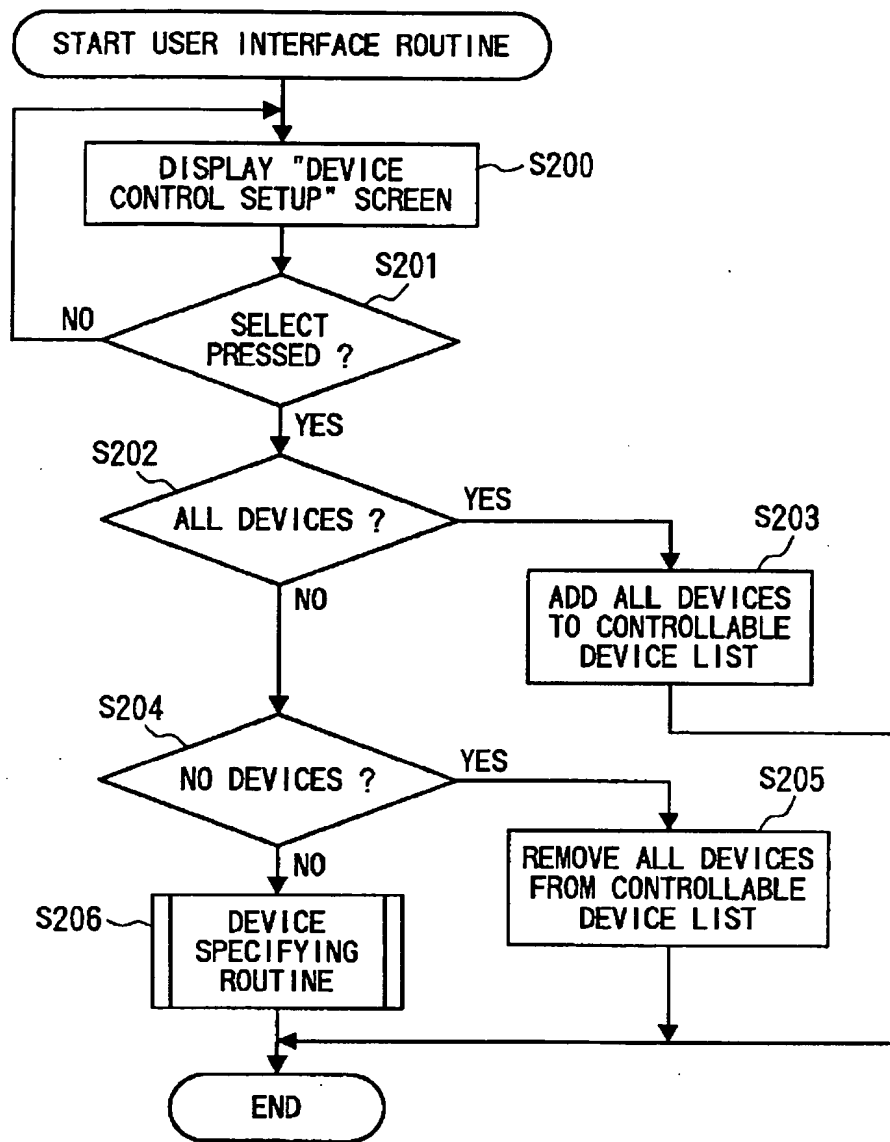 START USER INTERFACE ROUTINE
DISPLAY "DEVICE
CONTROL SETUP" SCREEN
S200
S201
SELECT
PRESSED ?
NO
YES
S202
ALL DEVICES ?
YES
NO
S203
ADD ALL DEVICES
TO CONTROLLABLE
DEVICE LIST
S204
NO DEVICES ?
YES
NO
S205
REMOVE ALL DEVICES
FROM CONTROLLABLE
DEVICE LIST
S206
DEVICE
SPECIFYING
ROUTINE
END